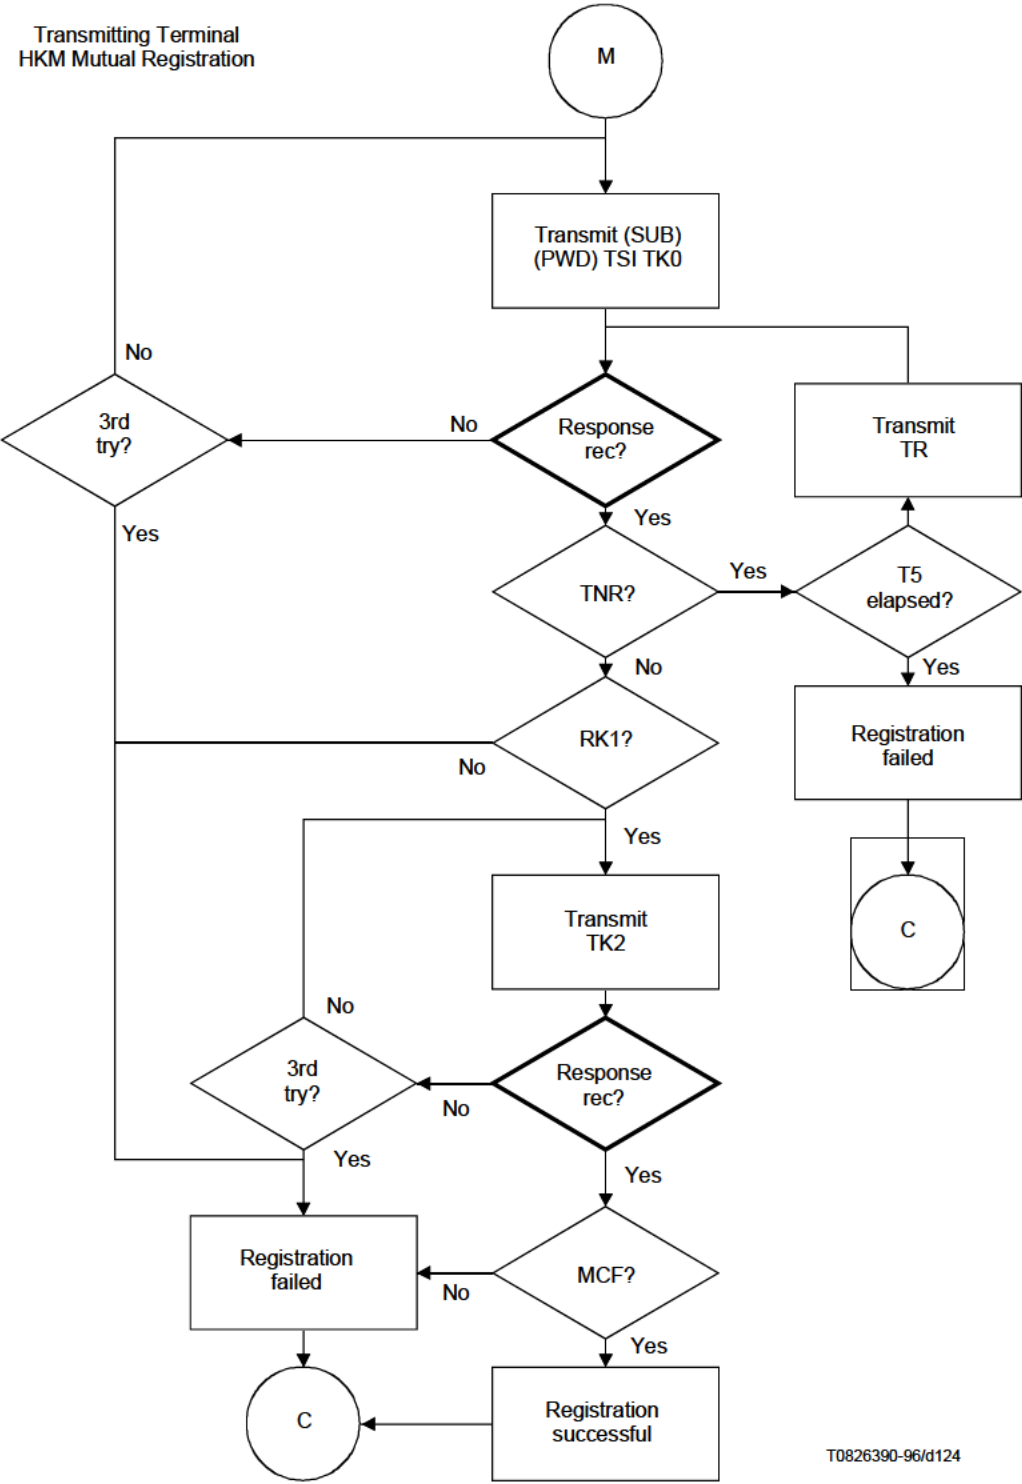 Transmitting Terminal
HKM Mutual Registration
M
Transmit (SUB)
(PWD) TSI TK0
No
3rd
try?
No
Response
rec?
Transmit
TR
Yes
Yes
TNR?
Yes
T5
elapsed?
No
Yes
RK1?
No
Registration
failed
Yes
Transmit
TK2
C
No
3rd
try?
No
Response
rec?
Yes
Yes
Registration
failed
No
MCF?
Yes
C
Registration
successful
T0826390-96/d124